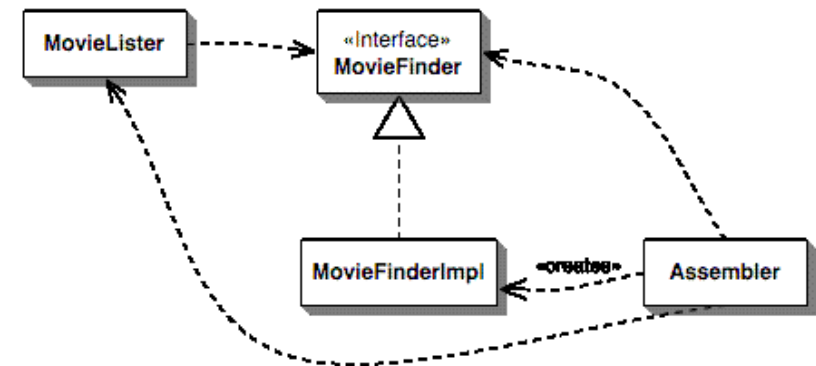 MovieLister
«Interface»
MovieFinder
MovieFinderImpl
«creates»
Assembler